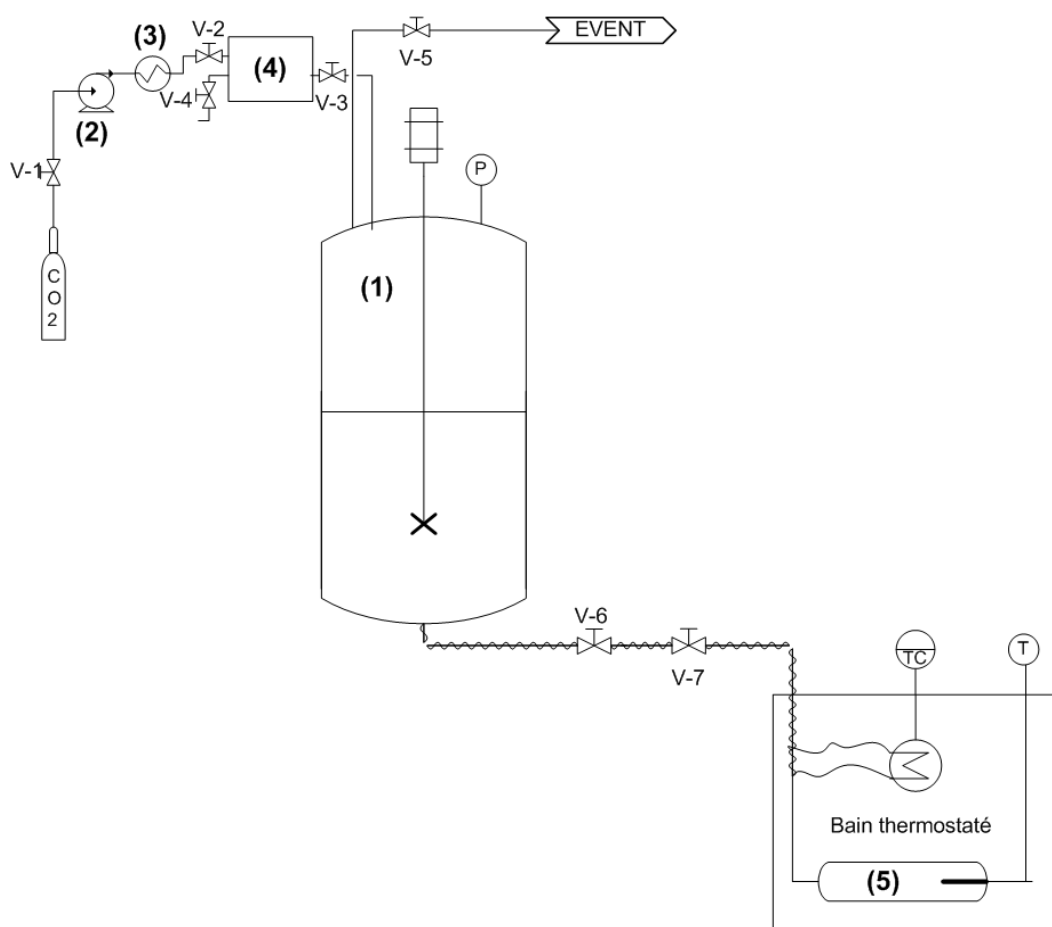 EVENT
(3)
V-2
V-5
(4)
V-4
V-3
(2)
V-1
P
C
O
2
(1)
V-6
V-7
TC
T
Bain thermostaté
(5)